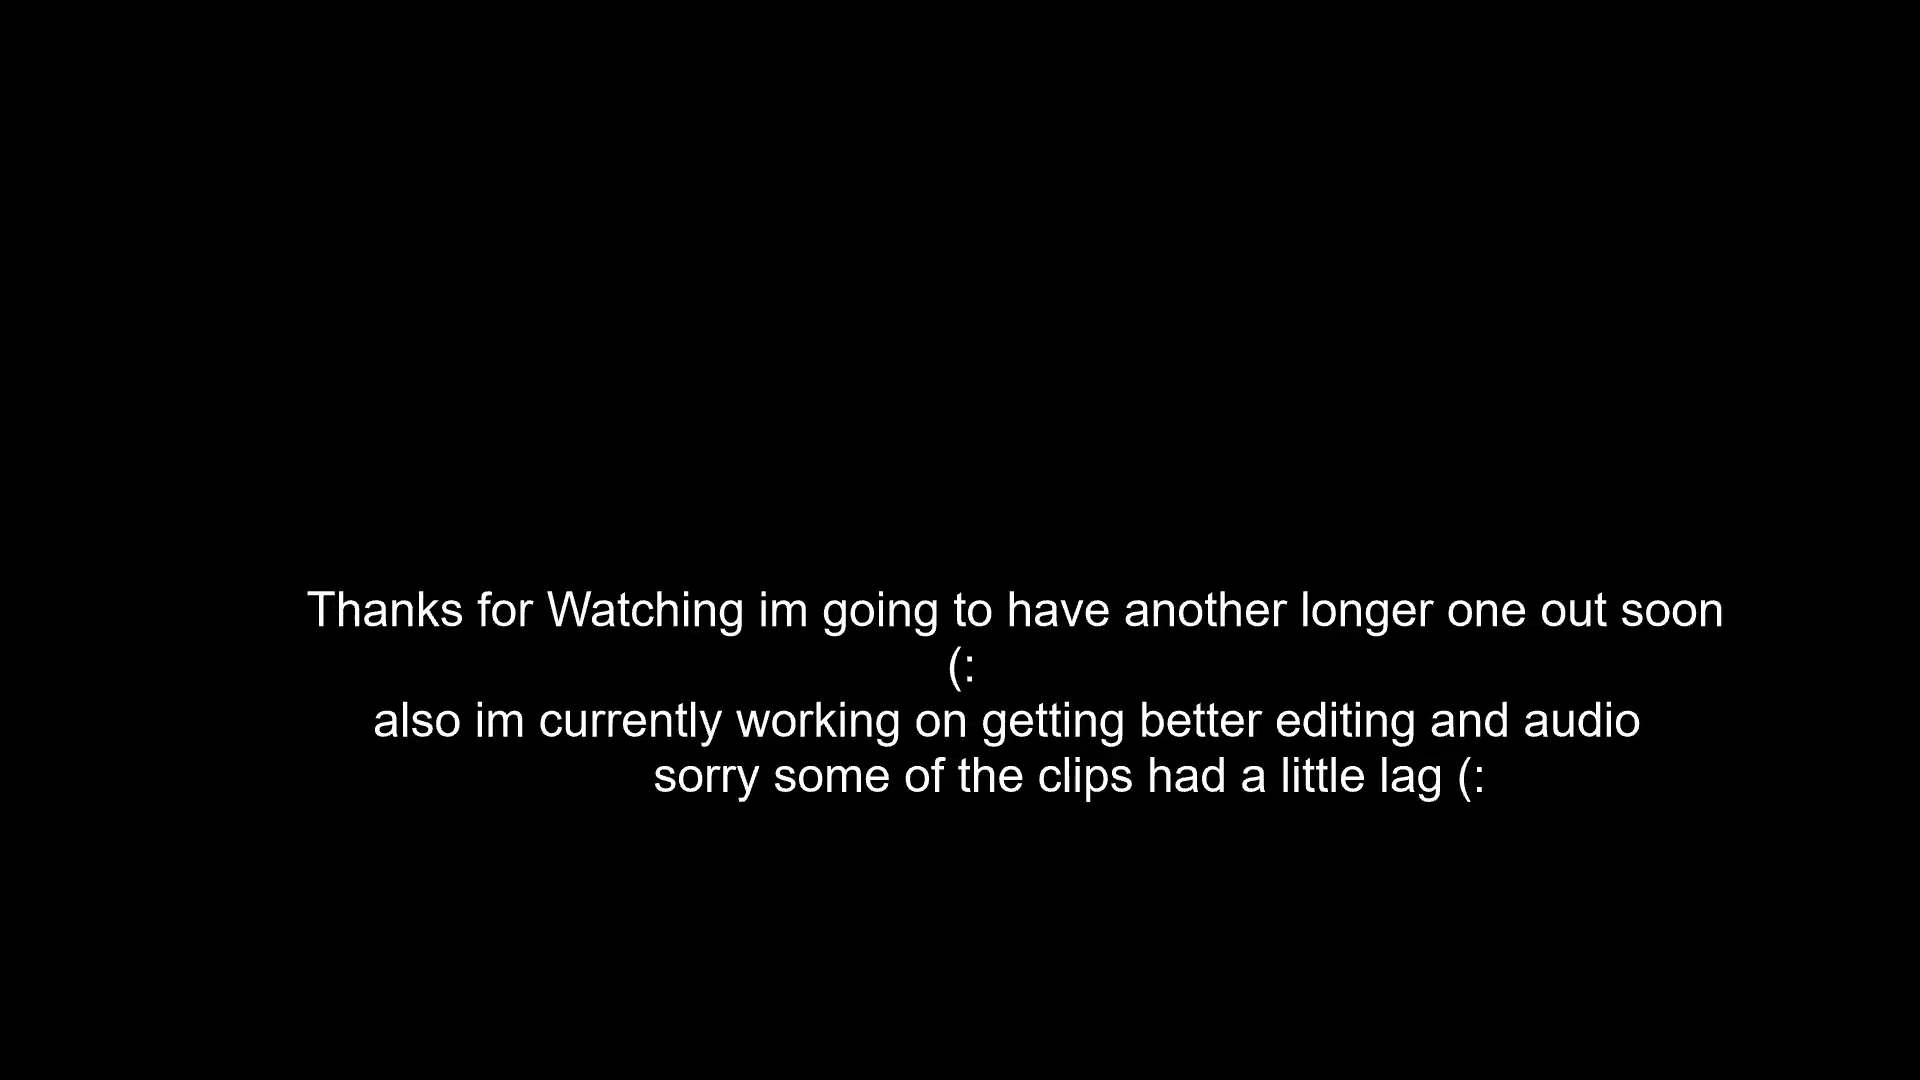 Thanks for Watching im going to have another longer one out soon
(:
also im currently working on getting better editing and audio
sorry some of the clips had a little lag (: